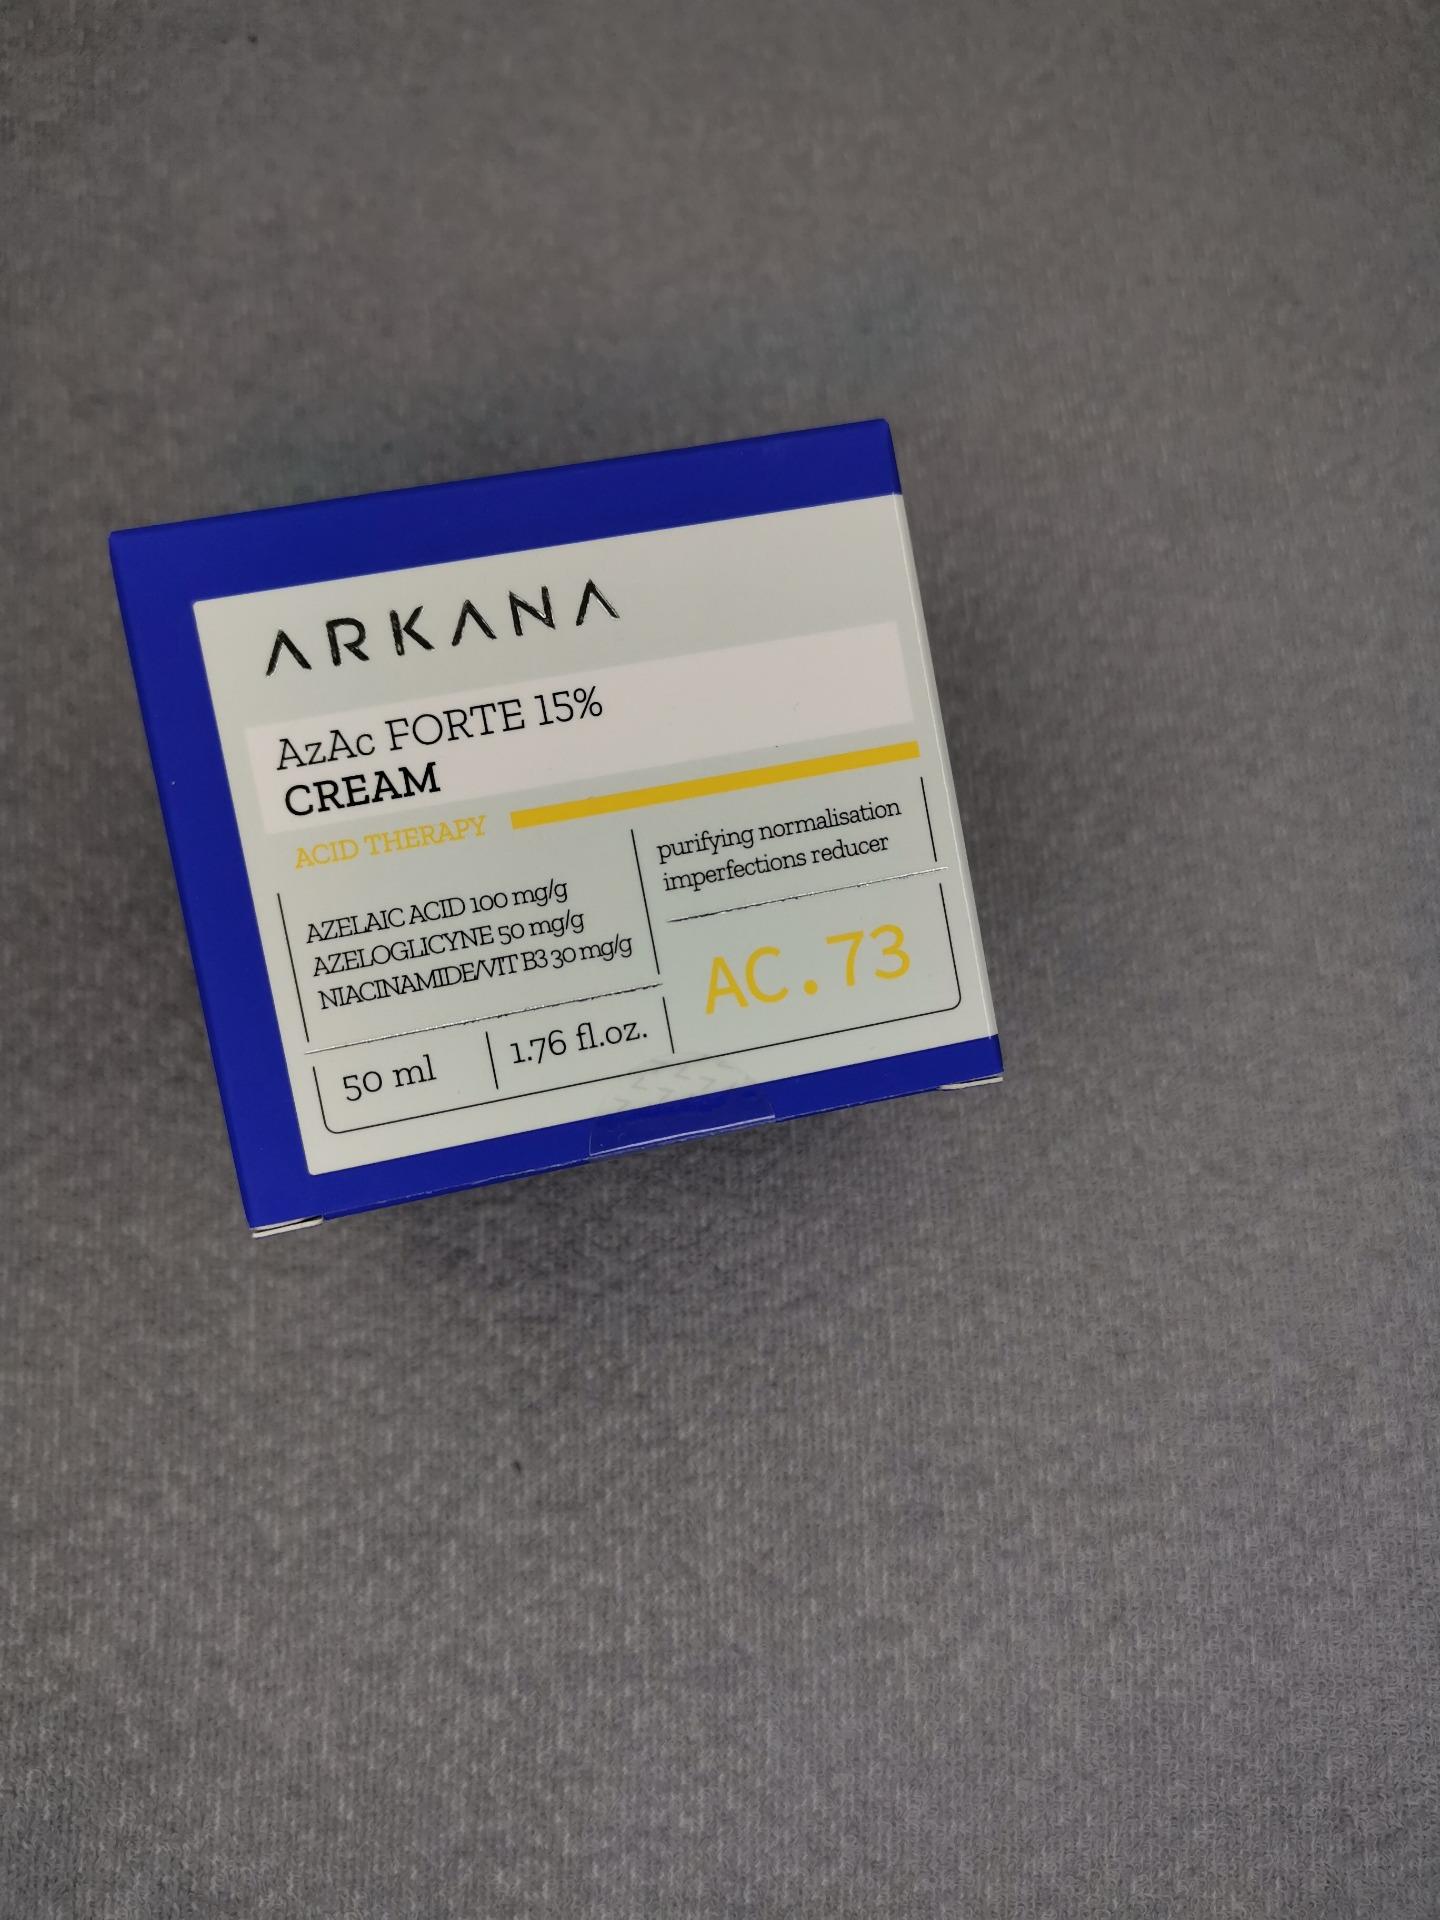 ARKANA
AzAc FORTE 15%
CREAM
ACID THERAPY
AZELAIC ACID 100 mg/g
AZELOGLICYNE 50 mg/g
NIACINAMIDE/VIT B3 30 mg/g
purifying normalisation
imperfections reducer
AC.73
50 ml
1.76 fl.oz.